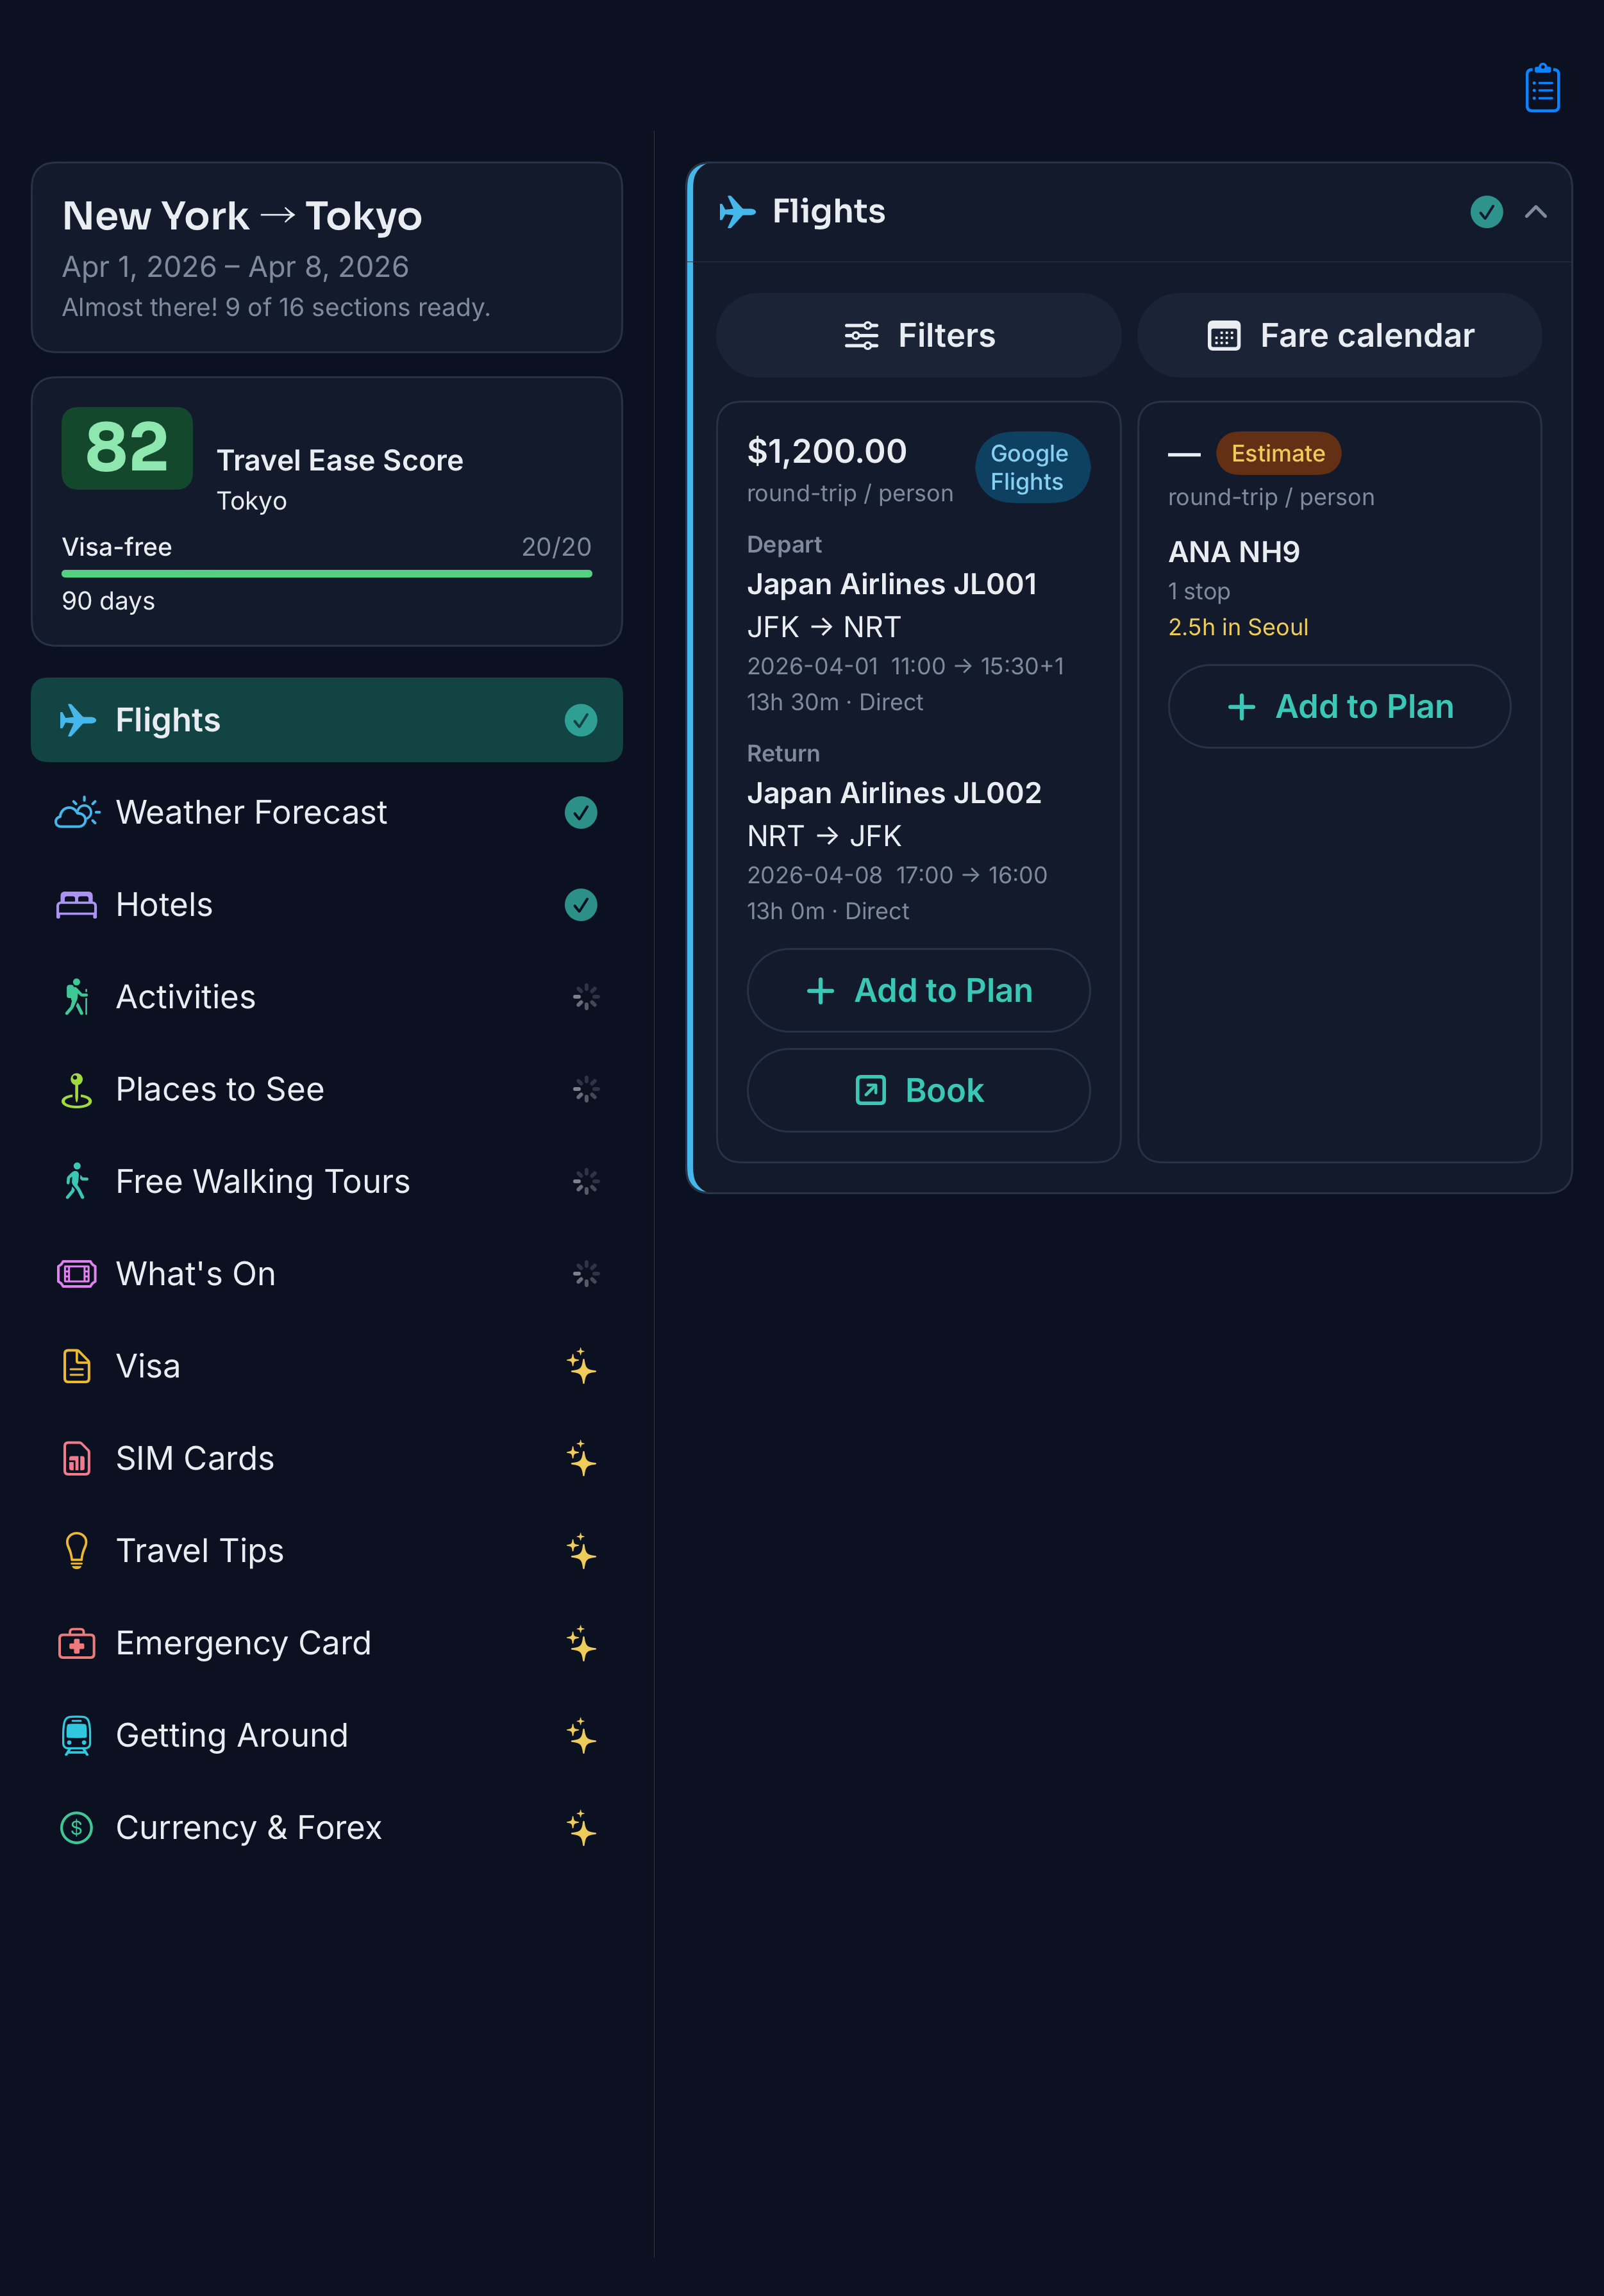 New York → Tokyo
Apr 1, 2026 – Apr 8, 2026
Almost there! 9 of 16 sections ready.
82
Travel Ease Score
Tokyo
Visa-free 20/20
90 days
Flights
Weather Forecast
Hotels
Activities
Places to See
Free Walking Tours
What's On
Visa
SIM Cards
Travel Tips
Emergency Card
Getting Around
Currency & Forex
Flights
Filters
Fare calendar
$1,200.00
round-trip / person
Google
Flights
Depart
Japan Airlines JL001
JFK → NRT
2026-04-01 11:00 → 15:30+1
13h 30m · Direct
Return
Japan Airlines JL002
NRT → JFK
2026-04-08 17:00 → 16:00
13h 0m · Direct
+ Add to Plan
Book
— Estimate
round-trip / person
ANA NH9
1 stop
2.5h in Seoul
+ Add to Plan